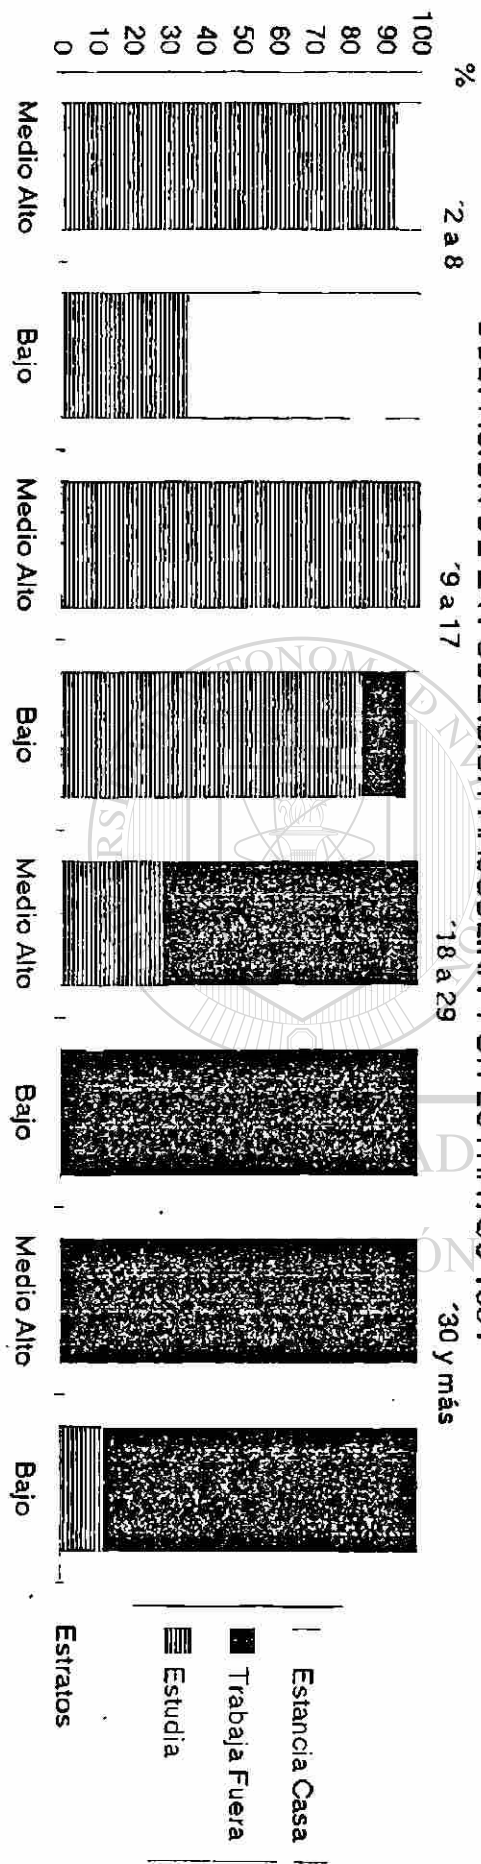 %
100
90
80
70
60
50
40
30
20
10
0
´2 a 8
´9 a 17
´18 a 29
´30 y más
Medio Alto
Bajo
Medio Alto
Bajo
Medio Alto
Bajo
Medio Alto
Bajo
Estratos
Estancia Casa
Trabaja Fuera
Estudia